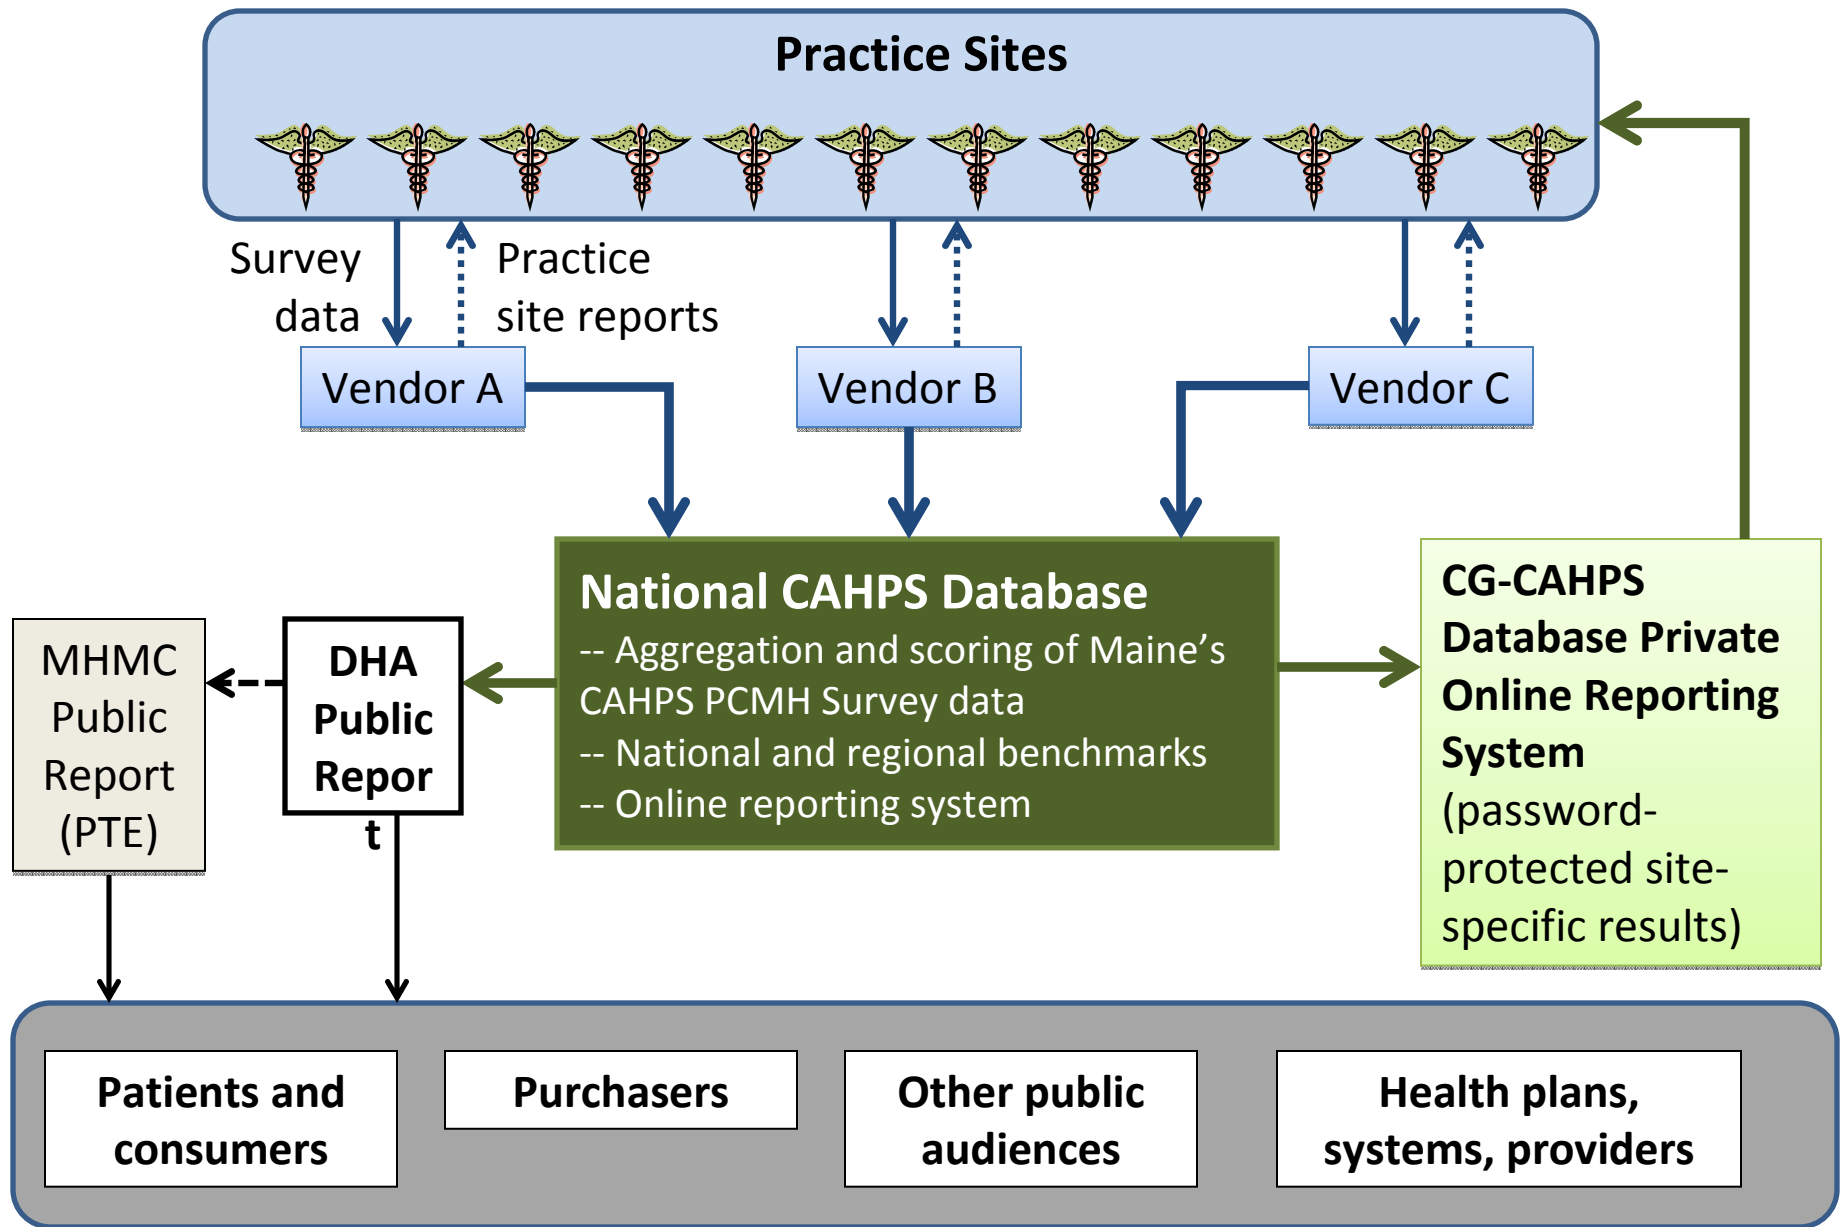 Practice Sites
Survey
data
Practice
site reports
Vendor A
Vendor B
Vendor C
National CAHPS Database
-- Aggregation and scoring of Maine’s
CAHPS PCMH Survey data
-- National and regional benchmarks
-- Online reporting system
CG-CAHPS
Database Private
Online Reporting
System
(password-
protected site-
specific results)
MHMC
Public
Report
(PTE)
DHA
Public
Repor
t
Patients and
consumers
Purchasers
Other public
audiences
Health plans,
systems, providers